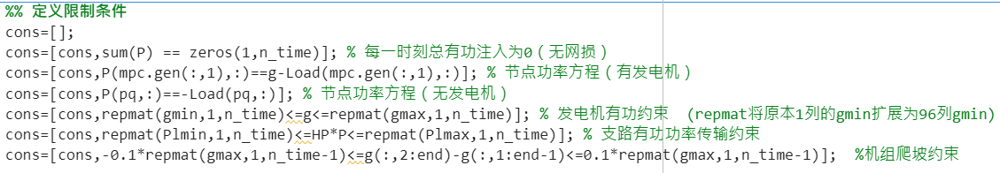 %% 定义限制条件
cons=[];
cons=[cons,sum(P) == zeros(1,n_time)]; % 每一时刻总有功注入为0（无网损）
cons=[cons,P(mpc.gen(:,1),:)==g-Load(mpc.gen(:,1),:)]; % 节点功率方程（有发电机）
cons=[cons,P(pq,:)==-Load(pq,:)]; % 节点功率方程（无发电机）
cons=[cons,repmat(gmin,1,n_time)<=g<=repmat(gmax,1,n_time)]; % 发电机有功约束 (repmat将原本1列的gmin扩展为96列gmin)
cons=[cons,repmat(Plmin,1,n_time)<=HP*P<=repmat(Plmax,1,n_time)]; % 支路有功功率传输约束
cons=[cons,-0.1*repmat(gmax,1,n_time-1)<=g(:,2:end)-g(:,1:end-1)<=0.1*repmat(gmax,1,n_time-1)]; %机组爬坡约束